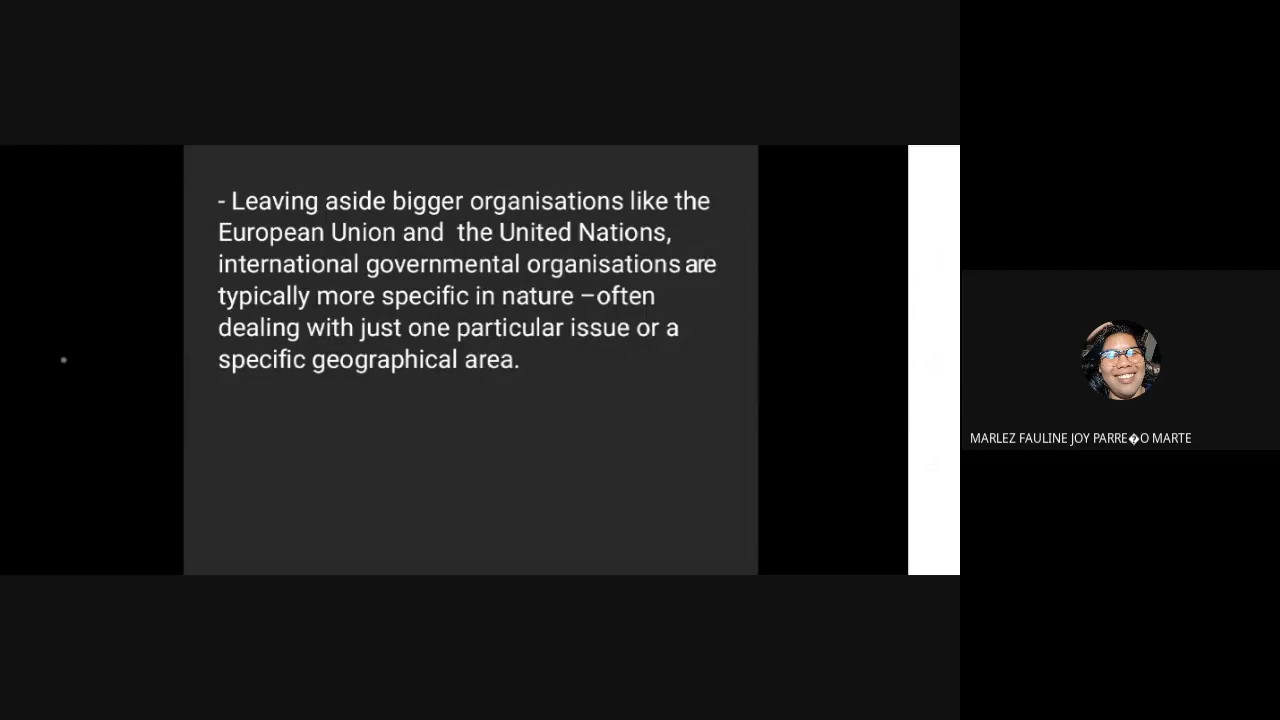 - Leaving aside bigger organisations like the
European Union and  the United Nations,
international governmental organisations are
typically more specific in nature –often
dealing with just one particular issue or a
specific geographical area.
MARLEZ FAULINE JOY PARRE�O MARTE